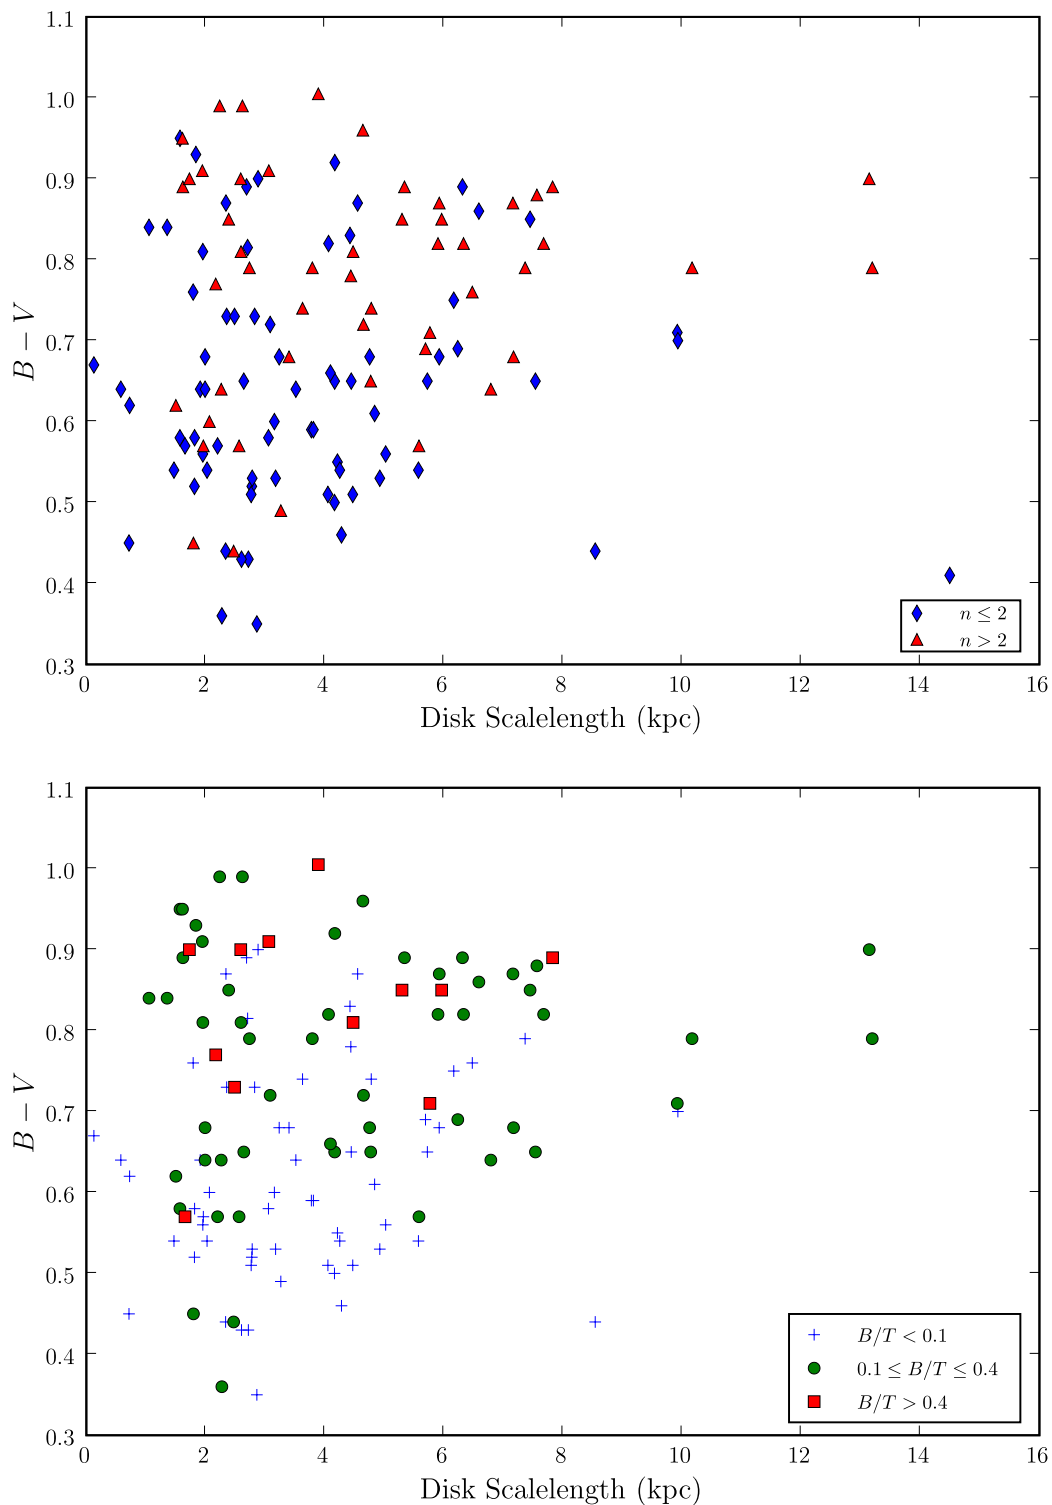 1.1
1.0
0.9
0.8
0.7
0.6
0.5
0.4
0.3
B − V
n ≤ 2
n > 2
0 2 4 6 8 10 12 14 16
Disk Scalelength (kpc)
1.1
1.0
0.9
0.8
0.7
0.6
0.5
0.4
0.3
B − V
B/T < 0.1
0.1 ≤ B/T ≤ 0.4
B/T > 0.4
0 2 4 6 8 10 12 14 16
Disk Scalelength (kpc)